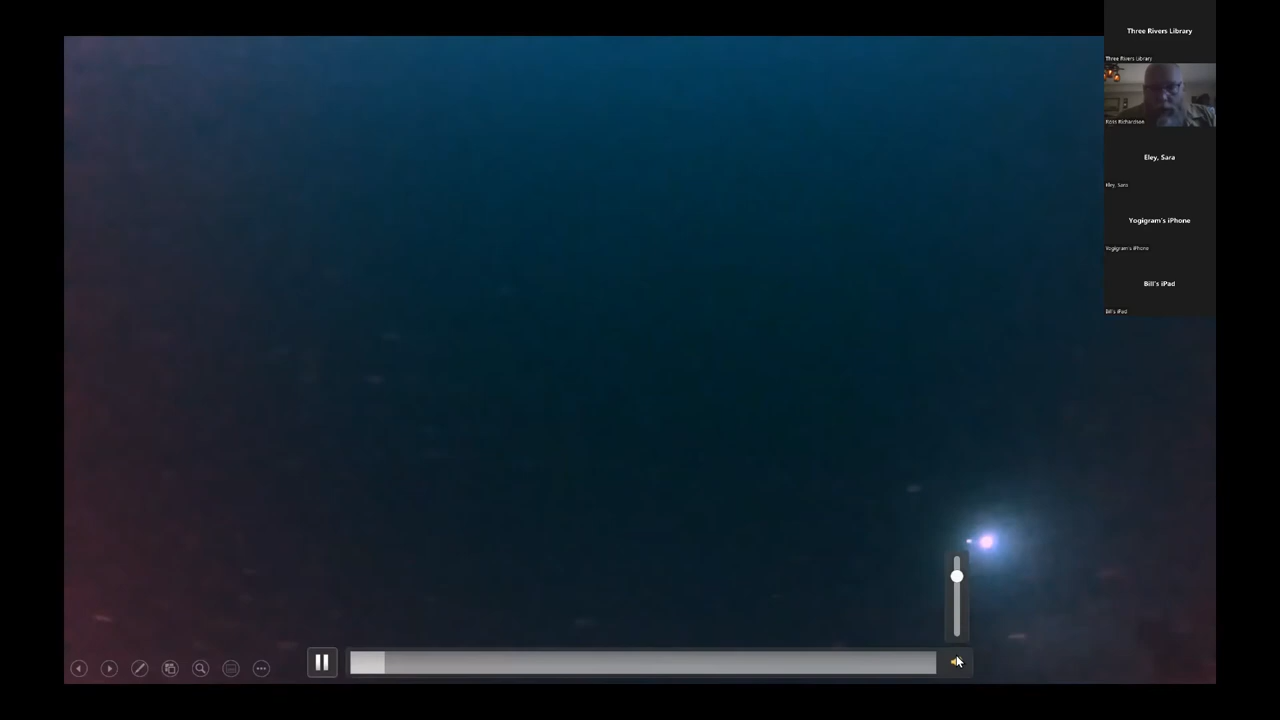 Three Rivers Library
Three Rivers Library
Ross Richardson
Eley, Sara
Eley, Sara
Yogigram's iPhone
Yogigram's iPhone
Bill's iPad
Bill's iPad